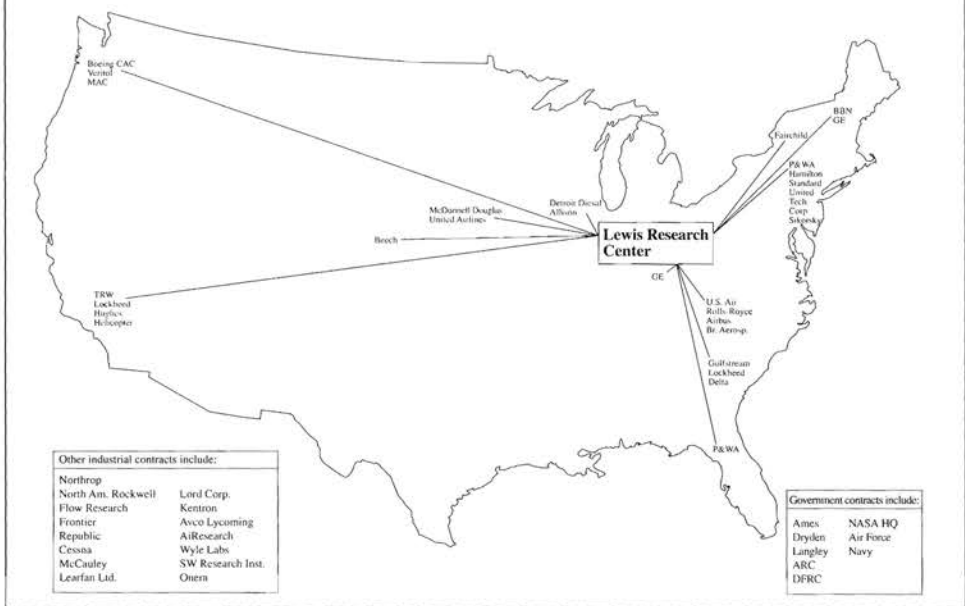 Boeing CAC
Vertol
MAC
BBN
GE
Fairchild
P&WA
Hamilton
Standard
United
Tech
Corp
Sikorsky
Detroit Diesal
Allison
McDonnell Douglas
United Airlines
Beech
Lewis Research
Center
GE
TRW
Lockheed
Hughes
Helicopter
U.S. Air
Rolls-Royce
Airbus
Br. Aerosp.
Gulfstream
Lockheed
Delta
P&WA
Other industrial contracts include:
Northrop
North Am. Rockwell Lord Corp.
Flow Research Kentron
Frontier Avco Lycoming
Republic AiResearch
Cessna Wyle Labs
McCauley SW Research Inst.
Learfan Ltd. Onera
Government contracts include:
Ames NASA HQ
Dryden Air Force
Langley Navy
ARC
DFRC